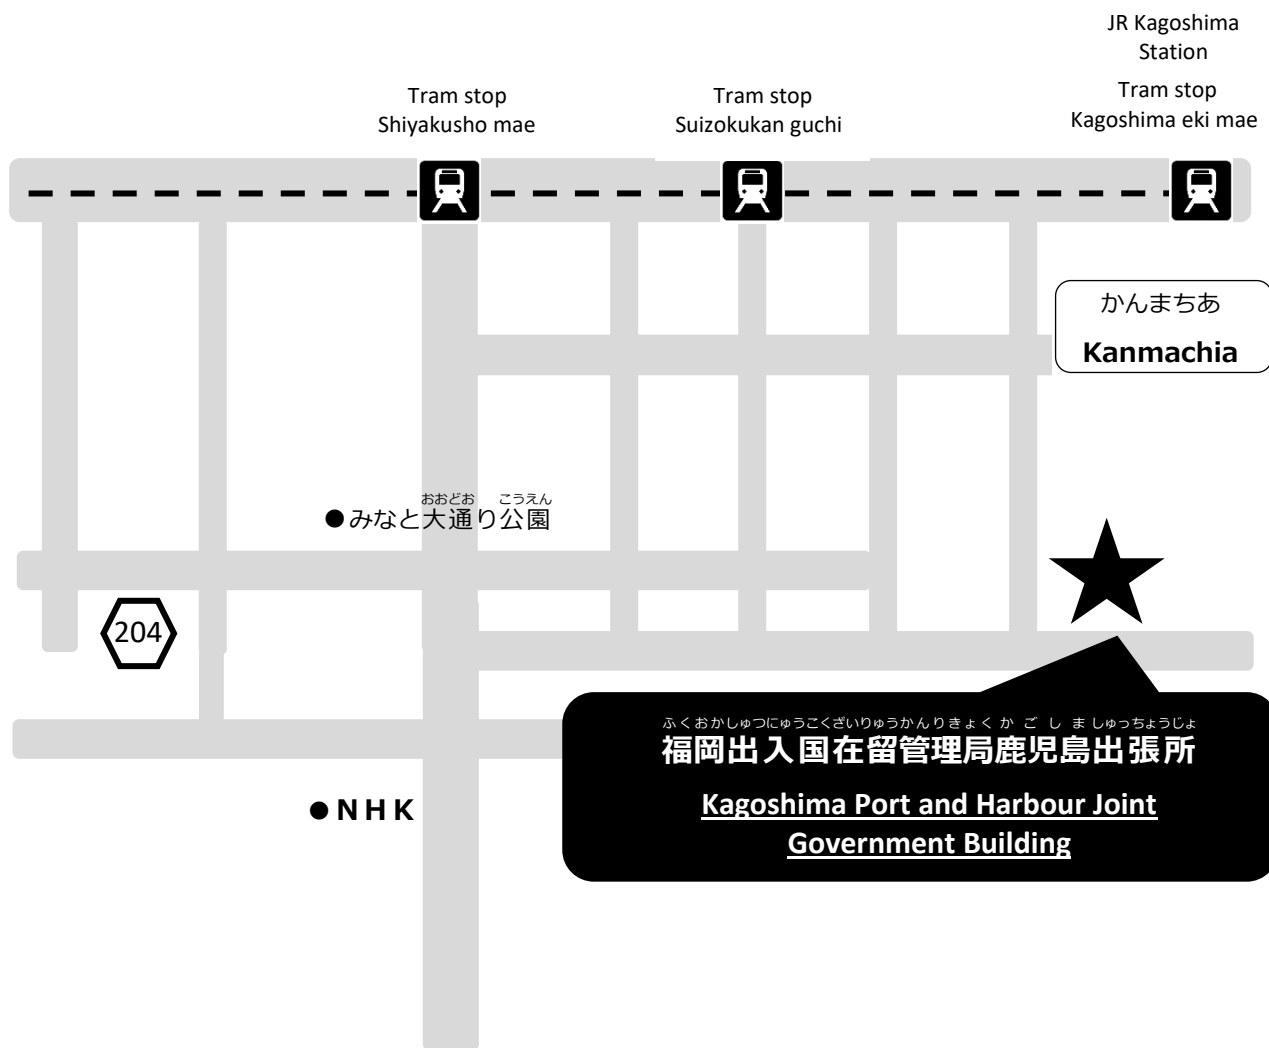 JR Kagoshima
Station
Tram stop
Shiyakusho mae
Tram stop
Suizokukan guchi
Tram stop
Kagoshima eki mae
かんまちあ
Kanmachia
おおどお こうえん
●みなと大通り公園
204
ふくおかしゅつにゅうこくざいりゅうかんりきょくかごしましゅっちょうじょ
福岡出入国在留管理局鹿児島出張所
Kagoshima Port and Harbour Joint
Government Building
●NHK